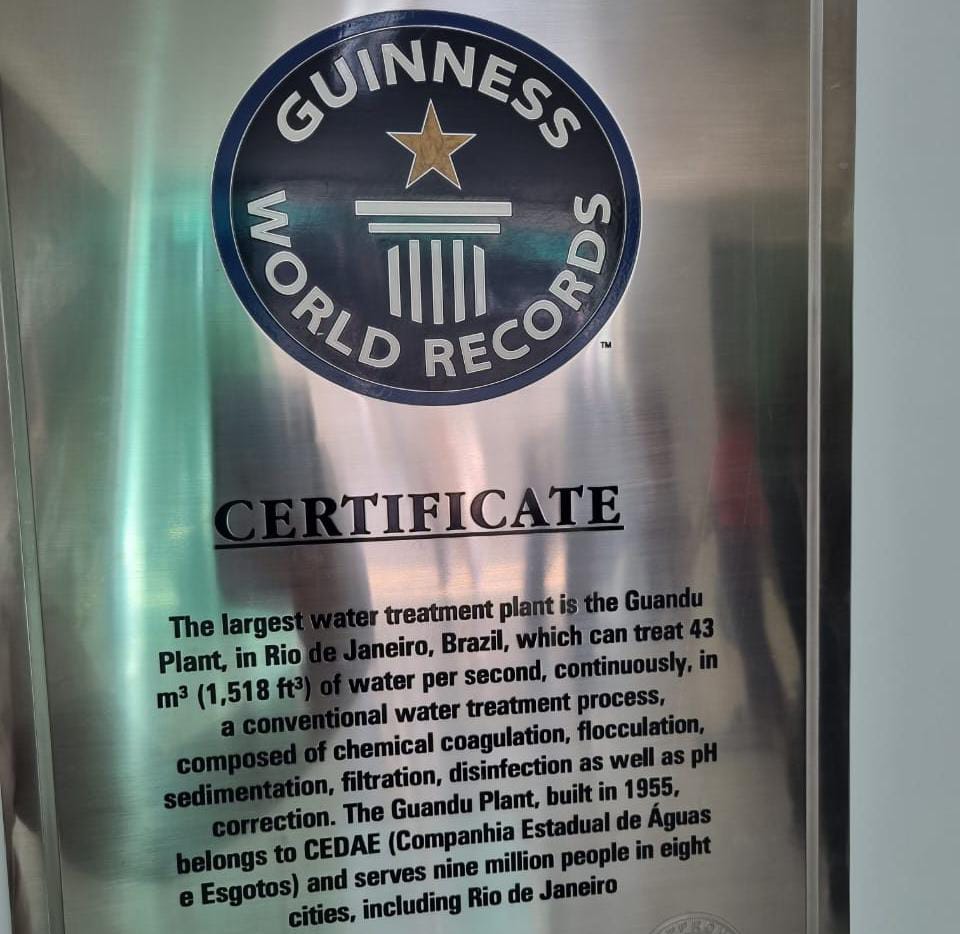 GUINNESS
WORLD RECORDS
TM
CERTIFICATE
The largest water treatment plant is the Guandu
Plant, in Rio de Janeiro, Brazil, which can treat 43
m³ (1,518 ft³) of water per second, continuously, in
a conventional water treatment process,
composed of chemical coagulation, flocculation,
sedimentation, filtration, disinfection as well as pH
correction. The Guandu Plant, built in 1955,
belongs to CEDAE (Companhia Estadual de Águas
e Esgotos) and serves nine million people in eight
cities, including Rio de Janeiro